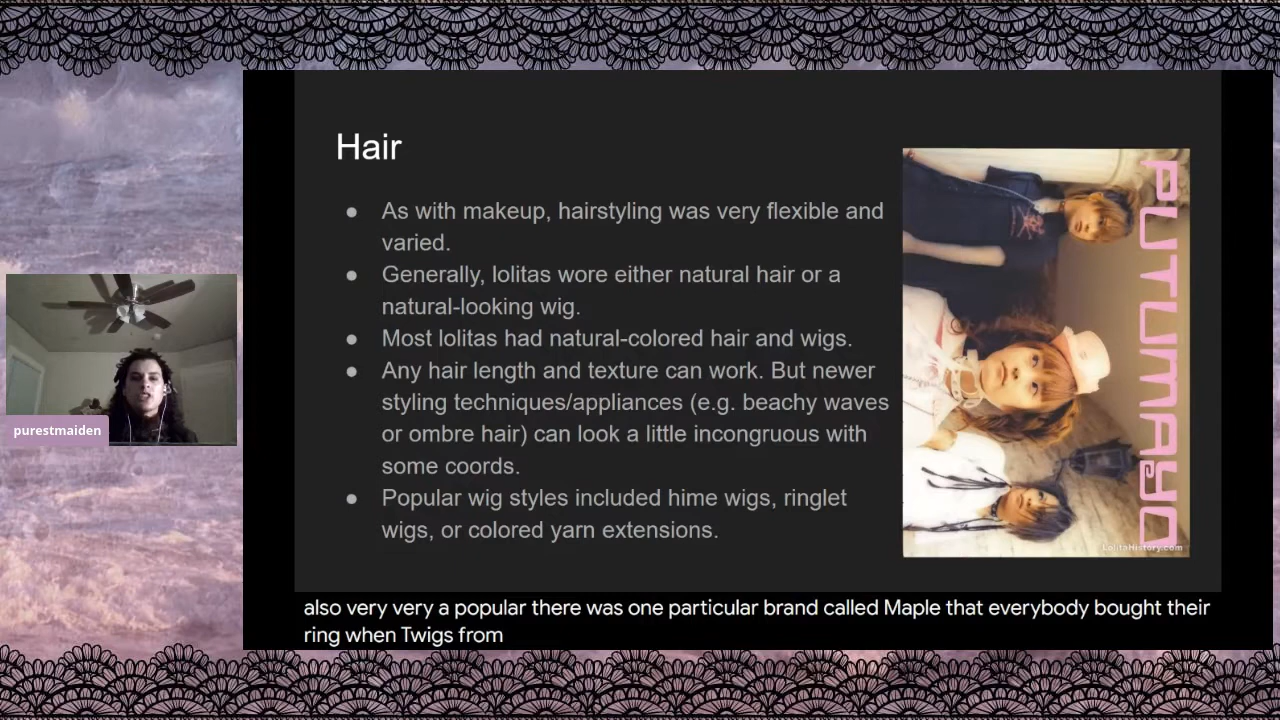 Hair
● As with makeup, hairstyling was very flexible and
varied.
● Generally, lolitas wore either natural hair or a
natural-looking wig.
● Most lolitas had natural-colored hair and wigs.
● Any hair length and texture can work. But newer
styling techniques/appliances (e.g. beachy waves
or ombre hair) can look a little incongruous with
some coords.
● Popular wig styles included hime wigs, ringlet
wigs, or colored yarn extensions.
PUTUMAYO
LolitaHistory.com
purestmaiden
also very very a popular there was one particular brand called Maple that everybody bought their
ring when Twigs from